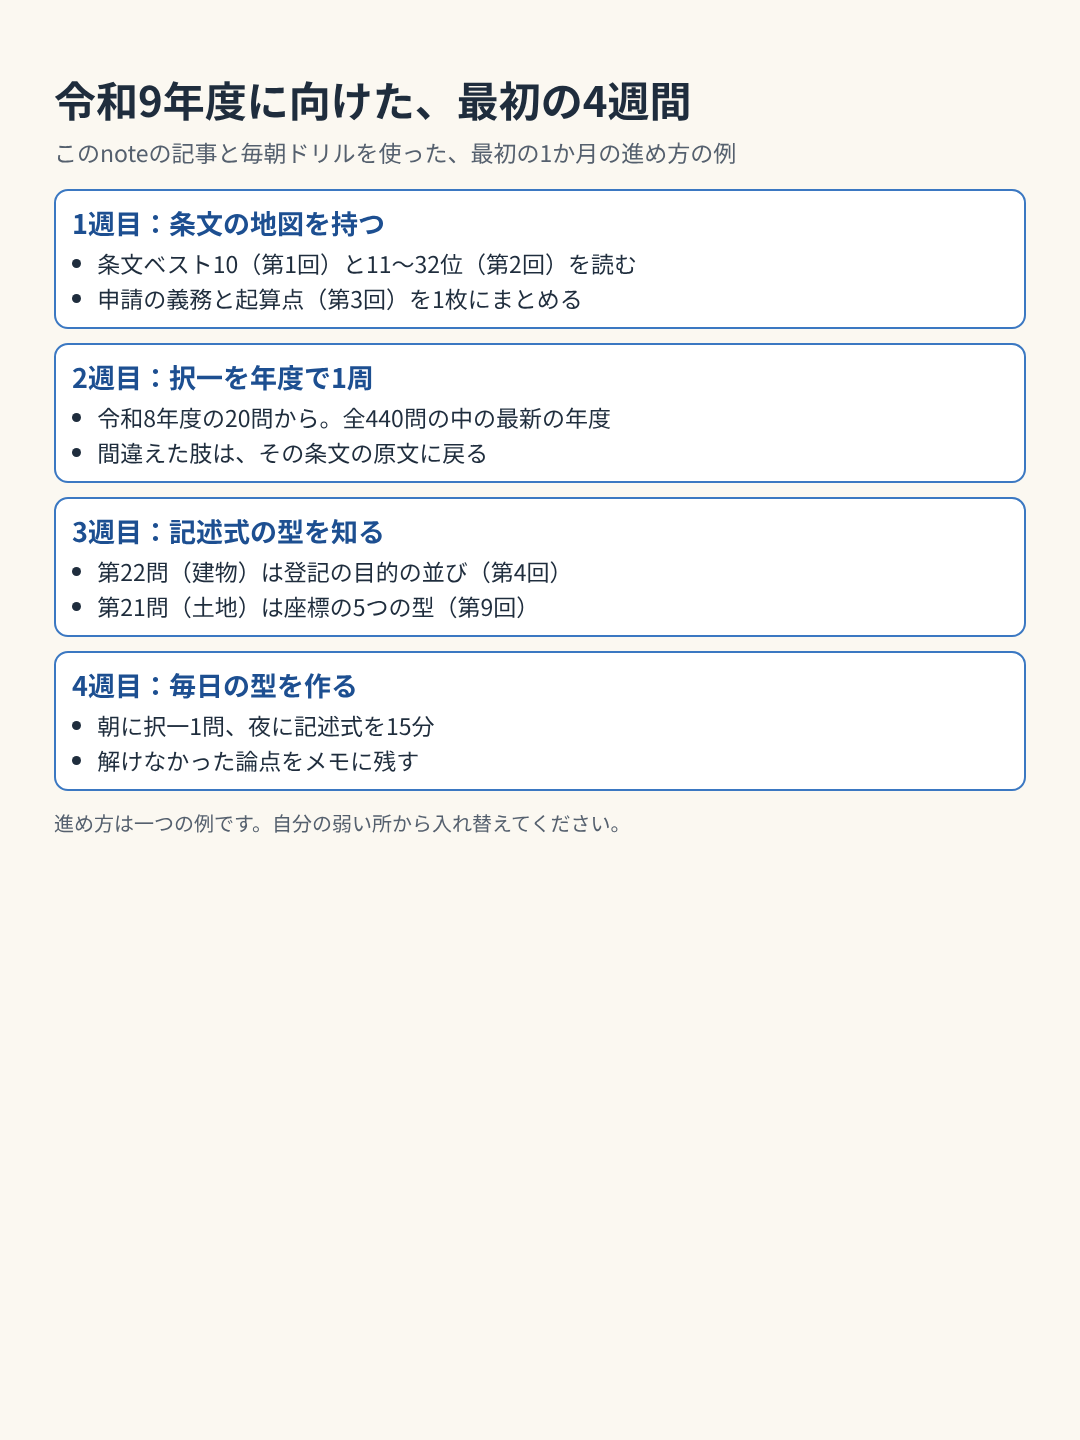 令和9年度に向けた、最初の4週間
このnoteの記事と毎朝ドリルを使った、最初の1か月の進め方の例
1週目：条文の地図を持つ
• 条文ベスト10（第1回）と11〜32位（第2回）を読む
• 申請の義務と起算点（第3回）を1枚にまとめる
2週目：択一を年度で1周
• 令和8年度の20問から。全440問の中の最新の年度
• 間違えた肢は、その条文の原文に戻る
3週目：記述式の型を知る
• 第22問（建物）は登記の目的の並び（第4回）
• 第21問（土地）は座標の5つの型（第9回）
4週目：毎日の型を作る
• 朝に択一1問、夜に記述式を15分
• 解けなかった論点をメモに残す
進め方は一つの例です。自分の弱い所から入れ替えてください。